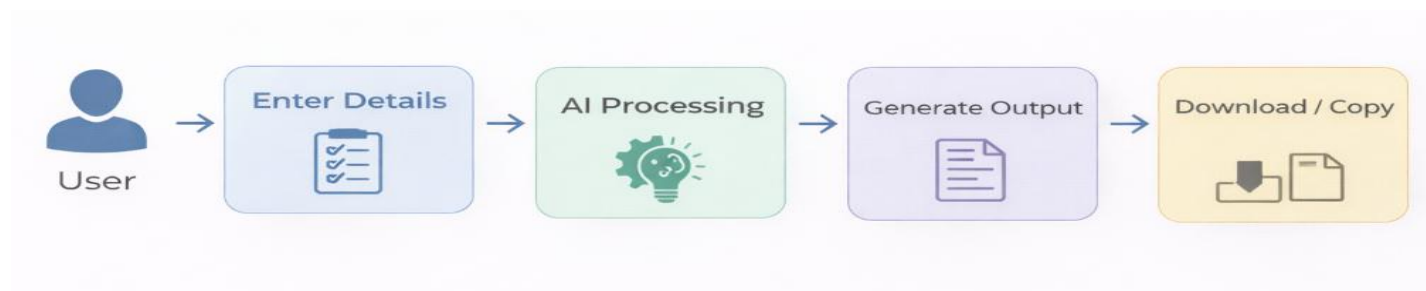 User
Enter Details
AI Processing
Generate Output
Download / Copy